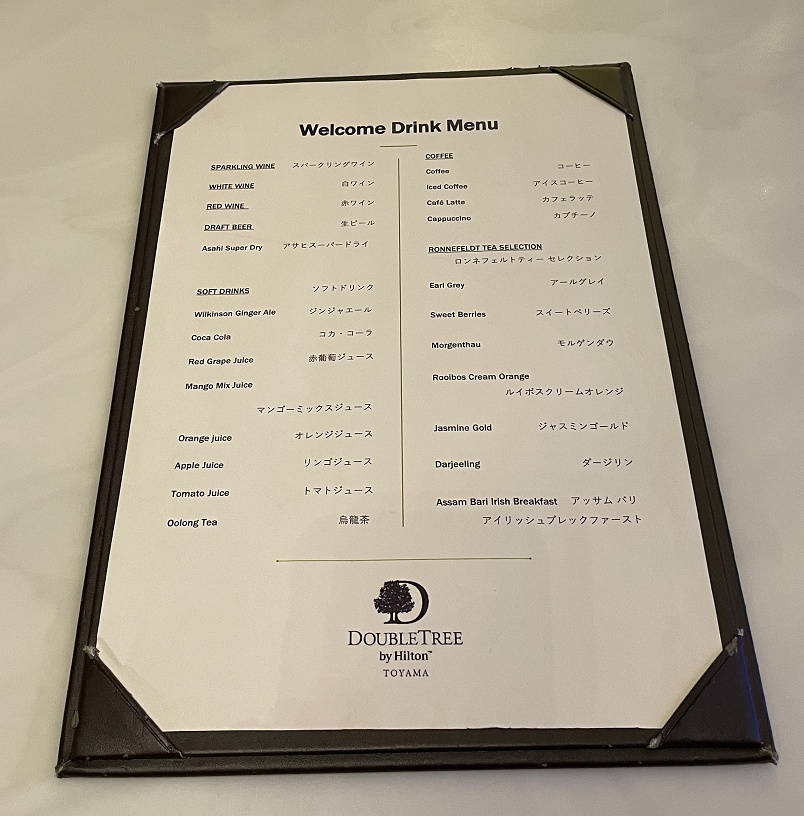 Welcome Drink Menu
SPARKLING WINE スパークリングワイン
WHITE WINE 白ワイン
RED WINE 赤ワイン
DRAFT BEER 生ビール
Asahi Super Dry アサヒスーパードライ
SOFT DRINKS ソフトドリンク
Wilkinson Ginger Ale ジンジャエール
Coca Cola コカ・コーラ
Red Grape Juice 赤葡萄ジュース
Mango Mix Juice
マンゴーミックスジュース
Orange juice オレンジジュース
Apple Juice リンゴジュース
Tomato Juice トマトジュース
Oolong Tea 烏龍茶
COFFEE
Coffee コーヒー
Iced Coffee アイスコーヒー
Café Latte カフェラッテ
Cappuccino カプチーノ
RONNEFELDT TEA SELECTION
ロンネフェルトティー セレクション
Earl Grey アールグレイ
Sweet Berries スイートベリーズ
Morgenthau モルゲンダウ
Rooibos Cream Orange
ルイボスクリームオレンジ
Jasmine Gold ジャスミンゴールド
Darjeeling ダージリン
Assam Bari Irish Breakfast アッサム バリ
アイリッシュブレックファースト
DOUBLETREE
by Hilton™
TOYAMA